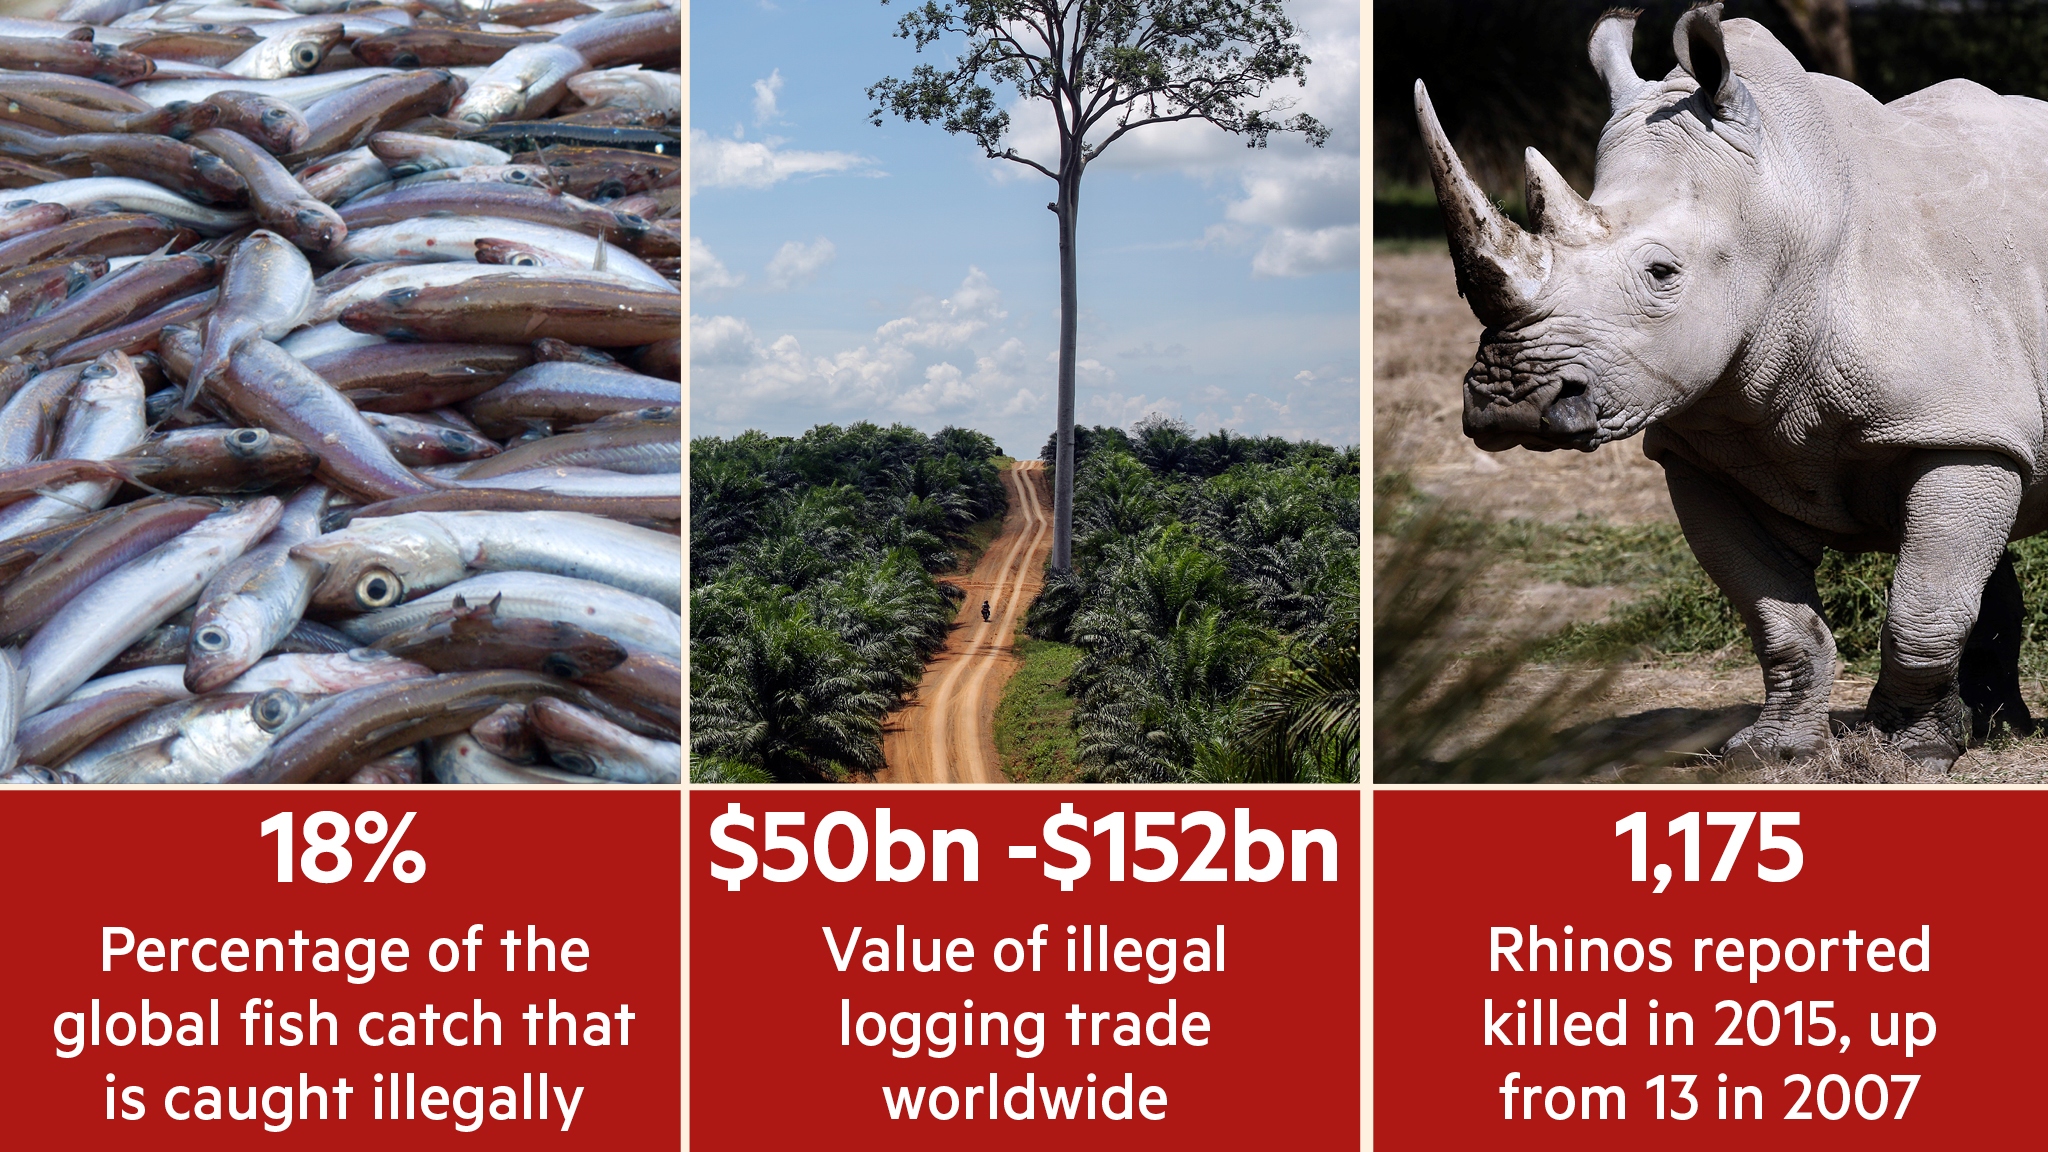 18%
Percentage of the
global fish catch that
is caught illegally
$50bn -$152bn
Value of illegal
logging trade
worldwide
1,175
Rhinos reported
killed in 2015, up
from 13 in 2007